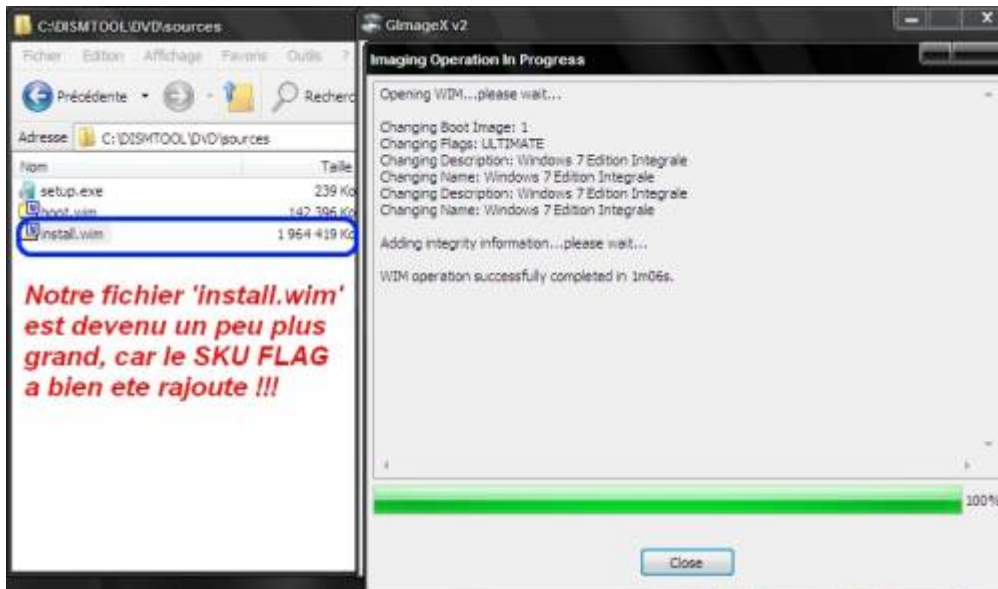 C:\DISMTOOL\DVD\sources
Fichier Edition Affichage Favoris Outils ?
Précédente Recherc
Adresse C:\DISMTOOL\DVD\sources
Nom Taille
setup.exe 239 Ko
boot.wim 142 396 Ko
install.wim 1 964 419 Ko
Notre fichier 'install.wim'
est devenu un peu plus
grand, car le SKU FLAG
a bien ete rajoute !!!
GImageX v2
Imaging Operation In Progress
Opening WIM...please wait...
Changing Boot Image: 1
Changing Flags: ULTIMATE
Changing Description: Windows 7 Edition Integrale
Changing Name: Windows 7 Edition Integrale
Changing Description: Windows 7 Edition Integrale
Changing Name: Windows 7 Edition Integrale
Adding integrity information...please wait...
WIM operation successfully completed in 1m06s.
100%
Close